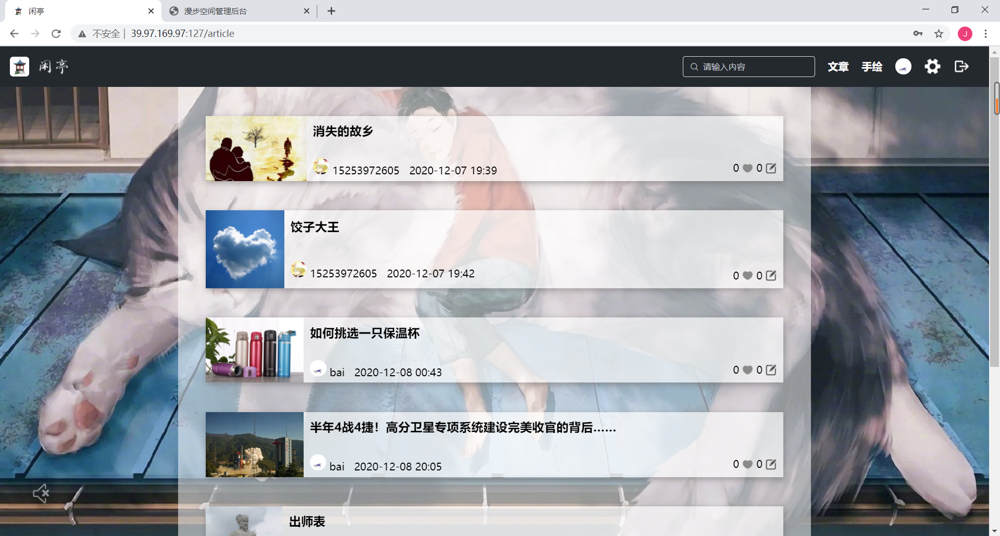 闲亭
漫步空间管理后台
不安全 39.97.169.97:127/article
J
闲亭
请输入内容
文章 手绘
消失的故乡
15253972605 2020-12-07 19:39
0 0
饺子大王
15253972605 2020-12-07 19:42
0 0
如何挑选一只保温杯
bai 2020-12-08 00:43
0 0
半年4战4捷！高分卫星专项系统建设完美收官的背后……
bai 2020-12-08 20:05
0 0
出师表